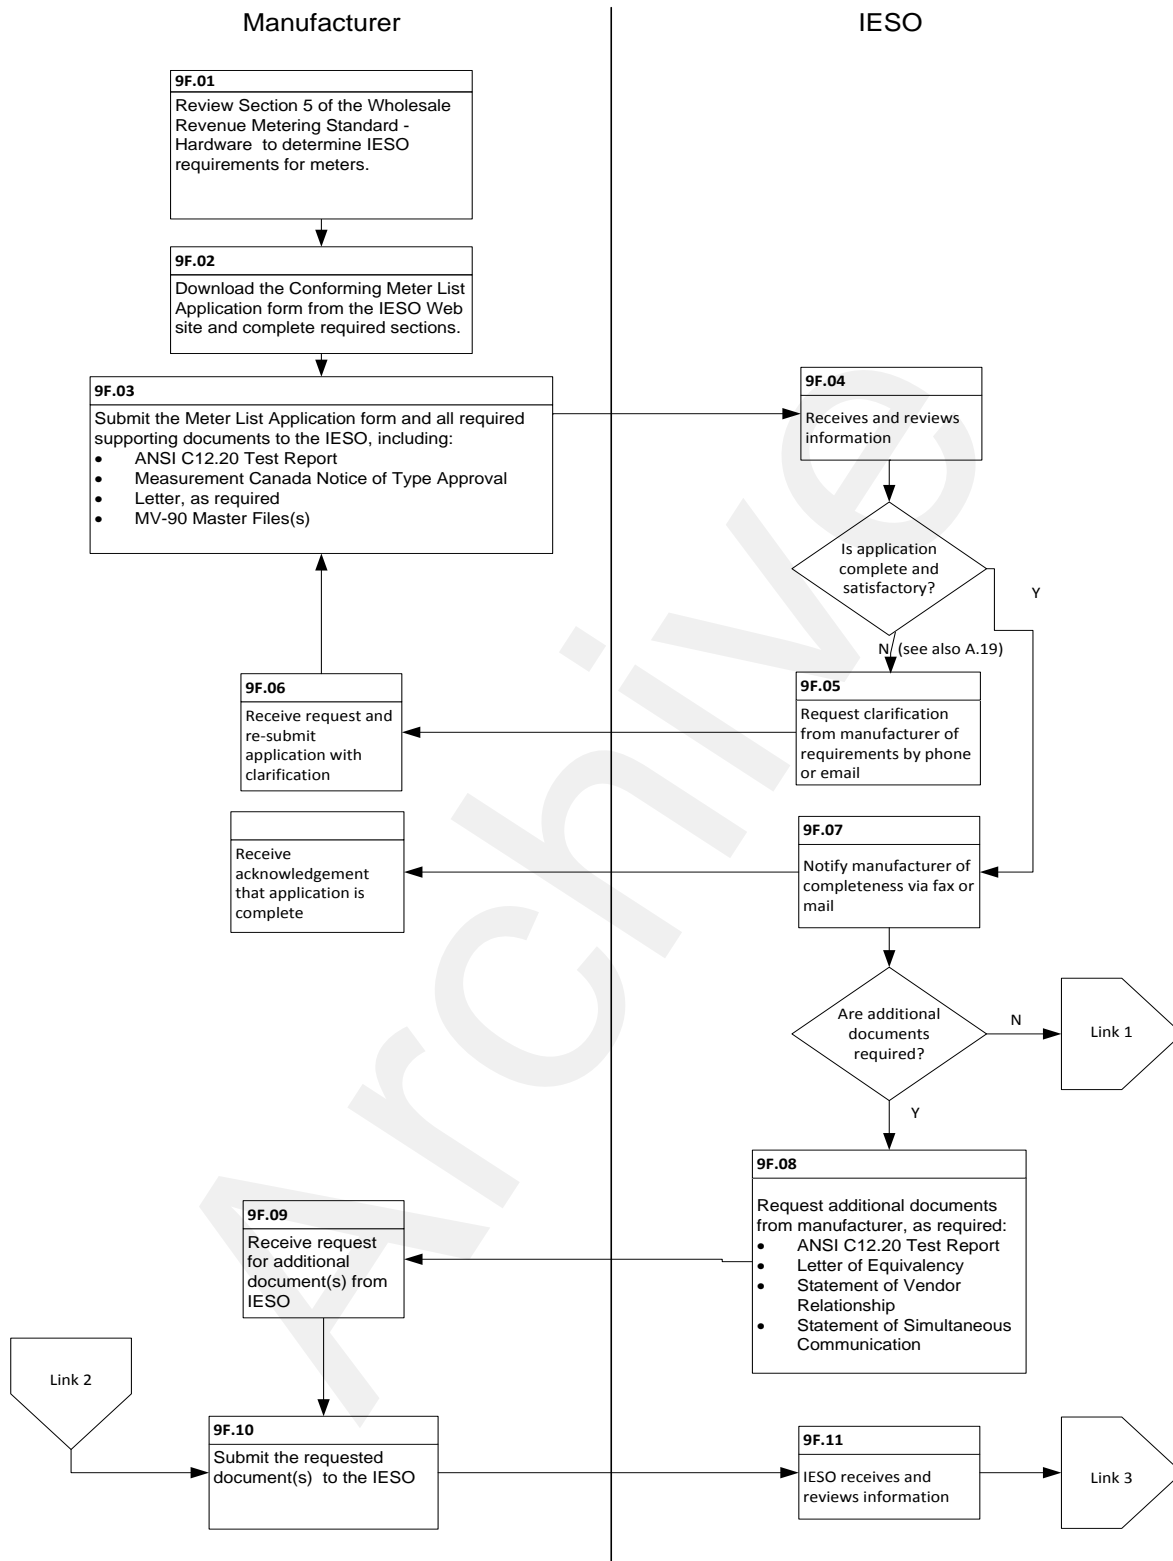 Manufacturer
IESO
9F.01
Review Section 5 of the Wholesale
Revenue Metering Standard -
Hardware  to determine IESO
requirements for meters.
9F.02
Download the Conforming Meter List
Application form from the IESO Web
site and complete required sections.
9F.03
Submit the Meter List Application form and all required
supporting documents to the IESO, including:
• ANSI C12.20 Test Report
• Measurement Canada Notice of Type Approval
• Letter, as required
• MV-90 Master Files(s)
9F.04
Receives and reviews
information
Is application
complete and
satisfactory?
Y
N (see also A.19)
9F.05
Request clarification
from manufacturer of
requirements by phone
or email
9F.06
Receive request and
re-submit
application with
clarification
9F.07
Notify manufacturer of
completeness via fax or
mail
Receive
acknowledgement
that application is
complete
Are additional
documents
required?
N
Link 1
Y
9F.08
Request additional documents
from manufacturer, as required:
• ANSI C12.20 Test Report
• Letter of Equivalency
• Statement of Vendor
Relationship
• Statement of Simultaneous
Communication
9F.09
Receive request
for additional
document(s) from
IESO
Link 2
9F.10
Submit the requested
document(s)  to the IESO
9F.11
IESO receives and
reviews information
Link 3
Archive